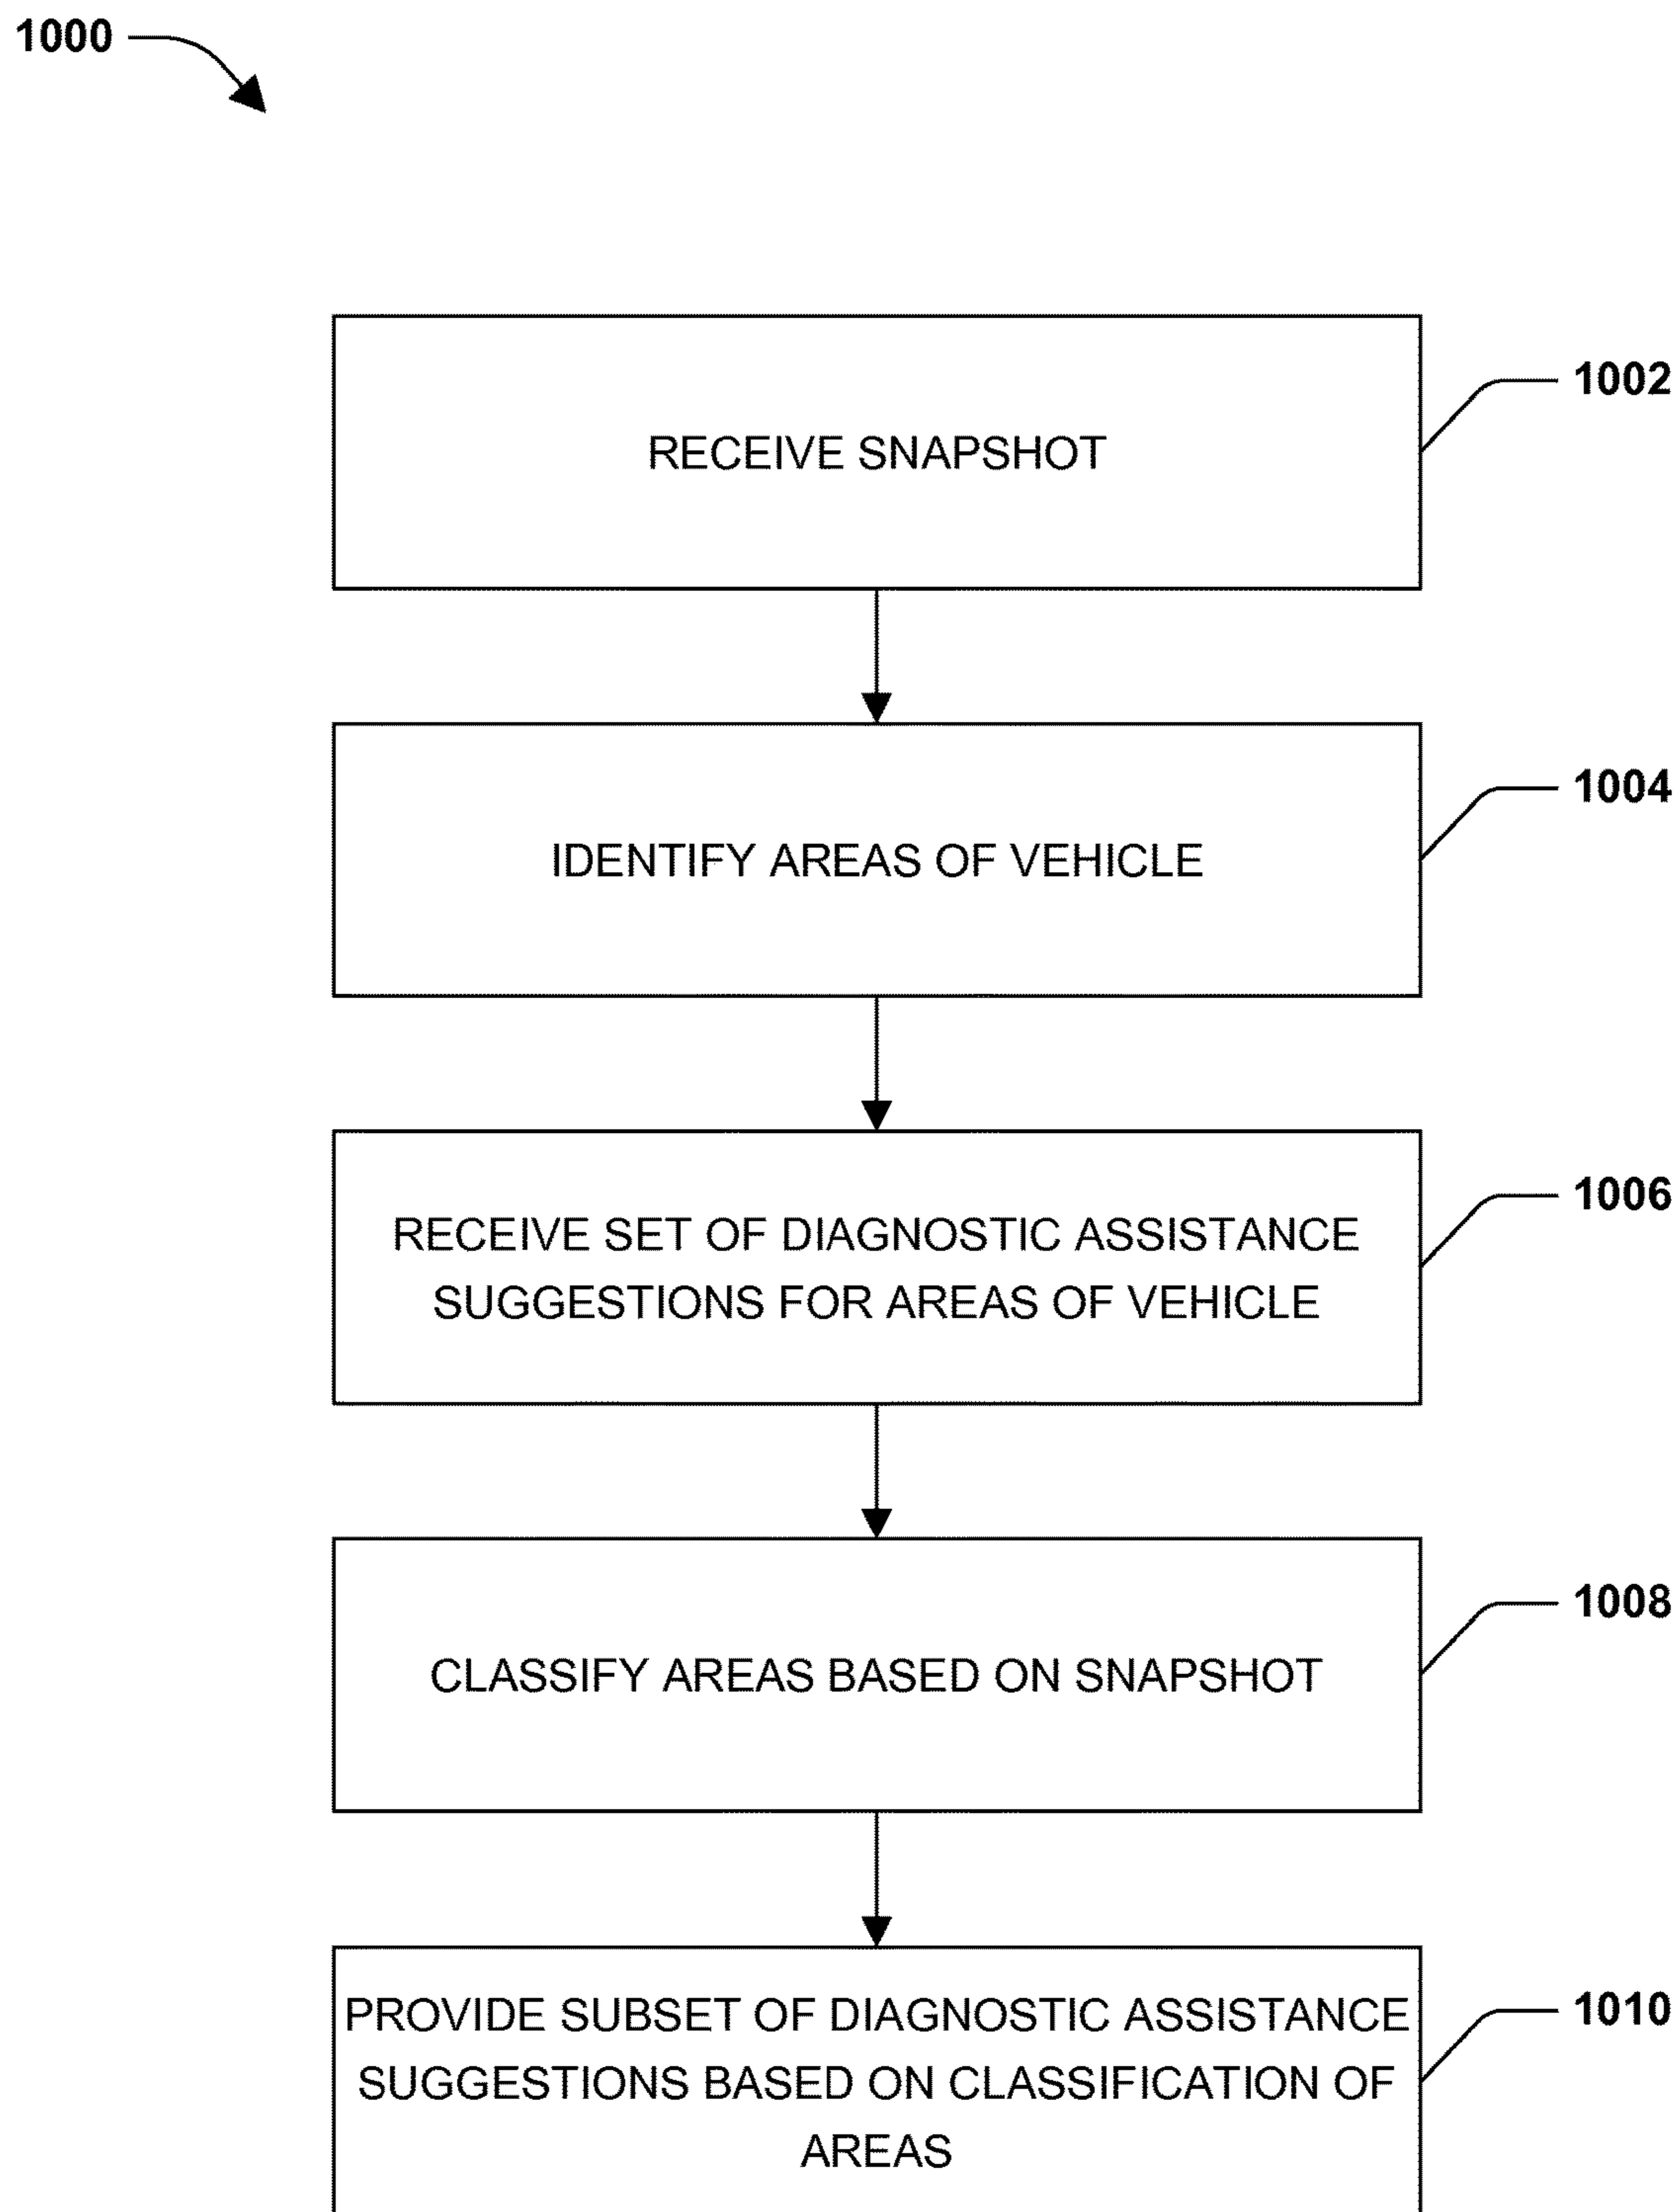 1000
RECEIVE SNAPSHOT
1002
IDENTIFY AREAS OF VEHICLE
1004
RECEIVE SET OF DIAGNOSTIC ASSISTANCE
SUGGESTIONS FOR AREAS OF VEHICLE
1006
CLASSIFY AREAS BASED ON SNAPSHOT
1008
PROVIDE SUBSET OF DIAGNOSTIC ASSISTANCE
SUGGESTIONS BASED ON CLASSIFICATION OF
AREAS
1010